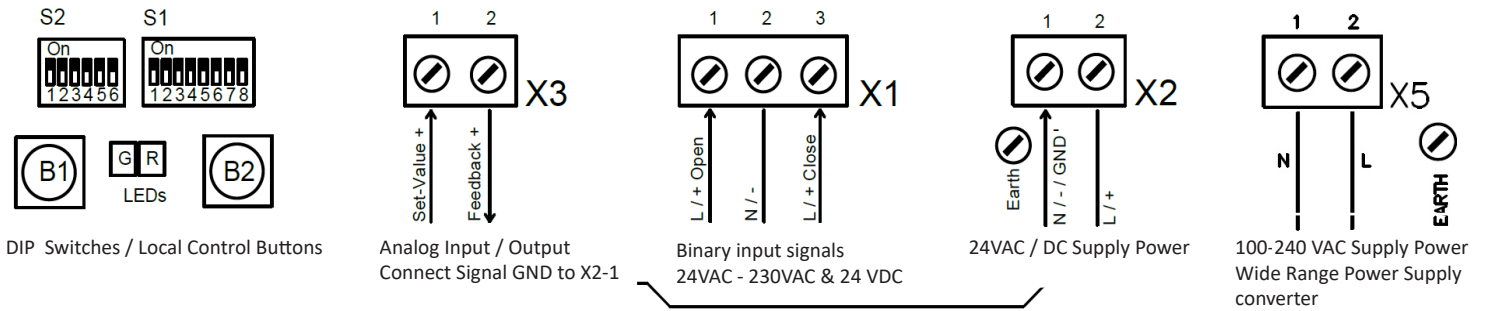 S2 S1
On On
123456 12345678
B1 G R B2
LEDs
DIP Switches / Local Control Buttons
1 2
X3
Set-Value +
Feedback +
Analog Input / Output
Connect Signal GND to X2-1
1 2 3
X1
L / + Open
N / -
L / + Close
Binary input signals
24VAC - 230VAC & 24 VDC
1 2
X2
Earth
N / - / GND'
L / +
24VAC / DC Supply Power
1 2
X5
N L
EARTH
100-240 VAC Supply Power
Wide Range Power Supply
converter